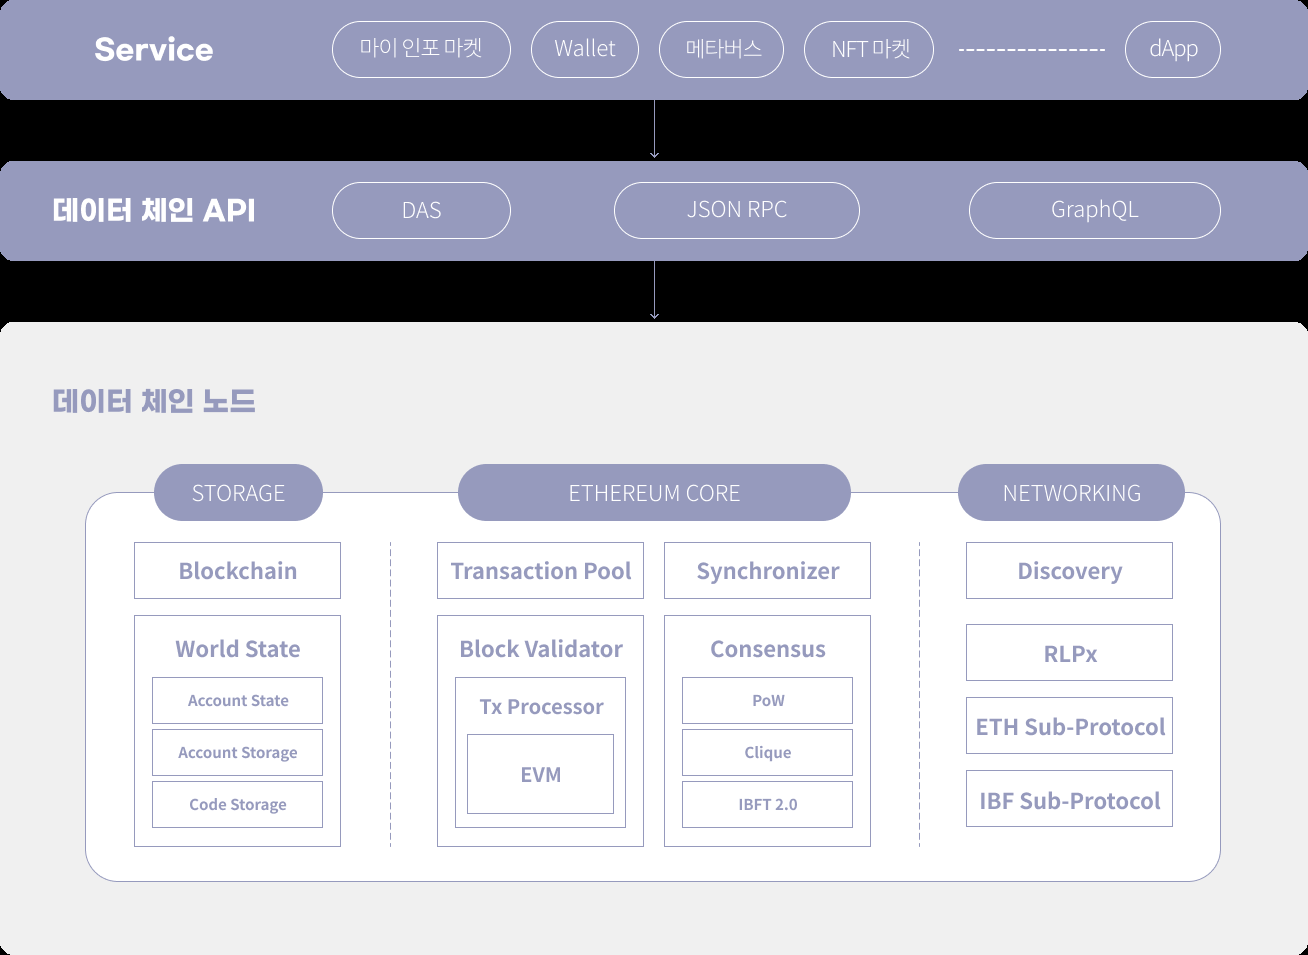 Service
마이 인포 마켓
Wallet
메타버스
NFT 마켓
dApp
데이터 체인 API
DAS
JSON RPC
GraphQL
데이터 체인 노드
STORAGE
ETHEREUM CORE
NETWORKING
Blockchain
World State
Account State
Account Storage
Code Storage
Transaction Pool
Synchronizer
Block Validator
Tx Processor
EVM
Consensus
PoW
Clique
IBFT 2.0
Discovery
RLPx
ETH Sub-Protocol
IBF Sub-Protocol